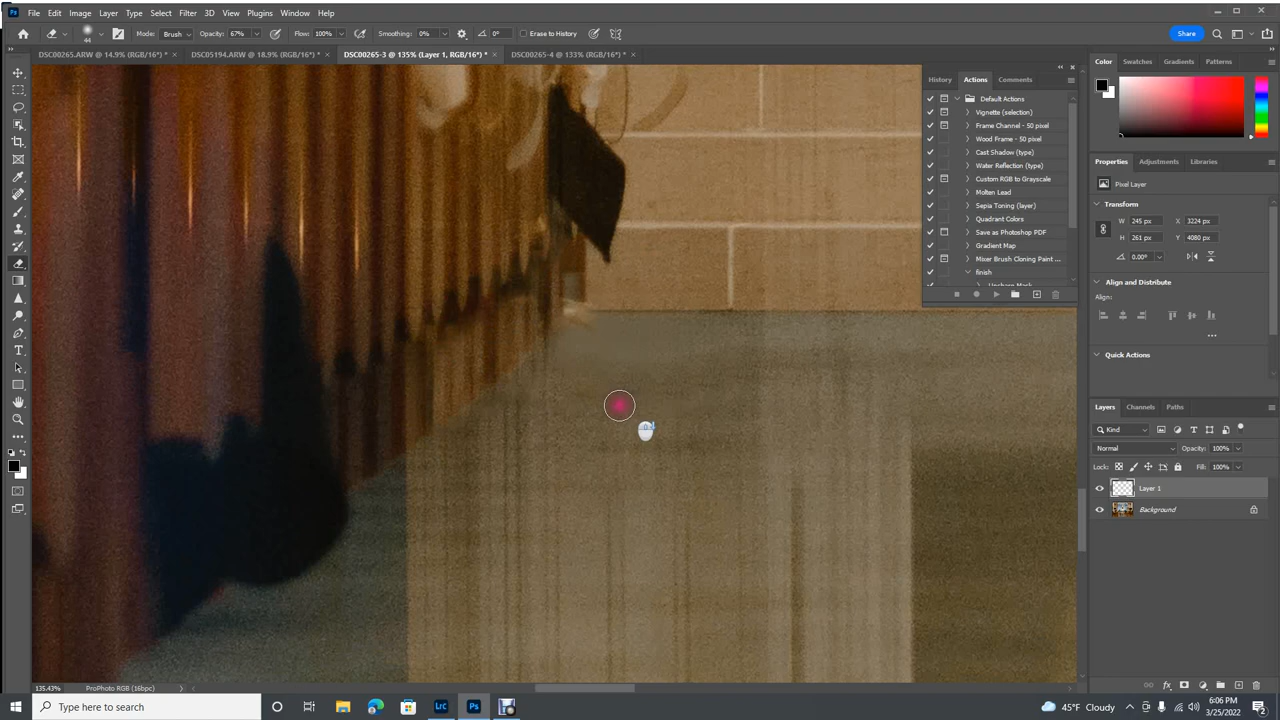 Ps File Edit Image Layer Type Select Filter 3D View Plugins Window Help
44 Mode: Brush Opacity: 67% Flow: 100% Smoothing: 0% 0° Erase to History Share
DSC00265.ARW @ 14.9% (RGB/16*) * × DSC05194.ARW @ 18.9% (RGB/16*) * × DSC00265-3 @ 135% (Layer 1, RGB/16*) * × DSC00265-4 @ 133% (RGB/16*) * ×
Color Swatches Gradients Patterns
History Actions Comments
Default Actions
Vignette (selection)
Frame Channel - 50 pixel
Wood Frame - 50 pixel
Cast Shadow (type)
Water Reflection (type)
Custom RGB to Grayscale
Molten Lead
Sepia Toning (layer)
Quadrant Colors
Save as Photoshop PDF
Gradient Map
Mixer Brush Cloning Paint ...
finish
Unsharp Mask
Properties Adjustments Libraries
Pixel Layer
Transform
W 245 px X 3224 px
H 261 px Y 4080 px
0.00°
Align and Distribute
Align:
...
Quick Actions
Layers Channels Paths
Kind
Normal Opacity: 100%
Lock: Fill: 100%
Layer 1
Background
135.43% ProPhoto RGB (16bpc)
Type here to search
LrC Ps
45°F Cloudy
6:06 PM
3/25/2022
2